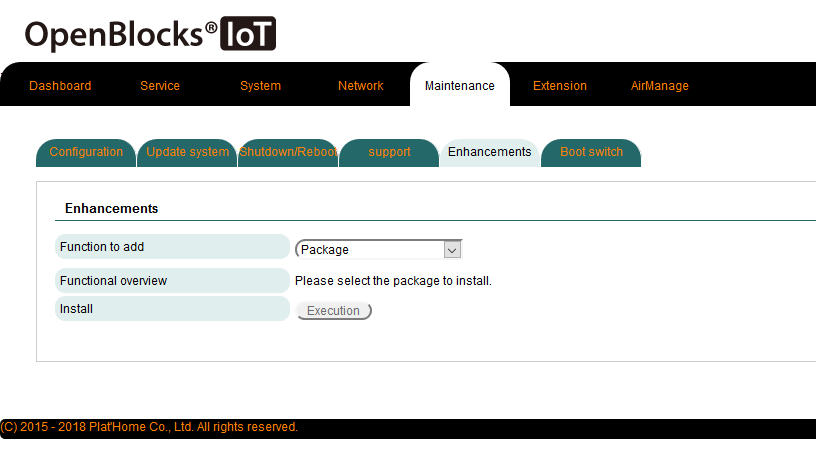 OpenBlocks® IoT
Dashboard Service System Network Maintenance Extension AirManage
Configuration Update system Shutdown/Reboot support Enhancements Boot switch
Enhancements
Function to add Package
Functional overview Please select the package to install.
Install Execution
(C) 2015 - 2018 Plat'Home Co., Ltd. All rights reserved.